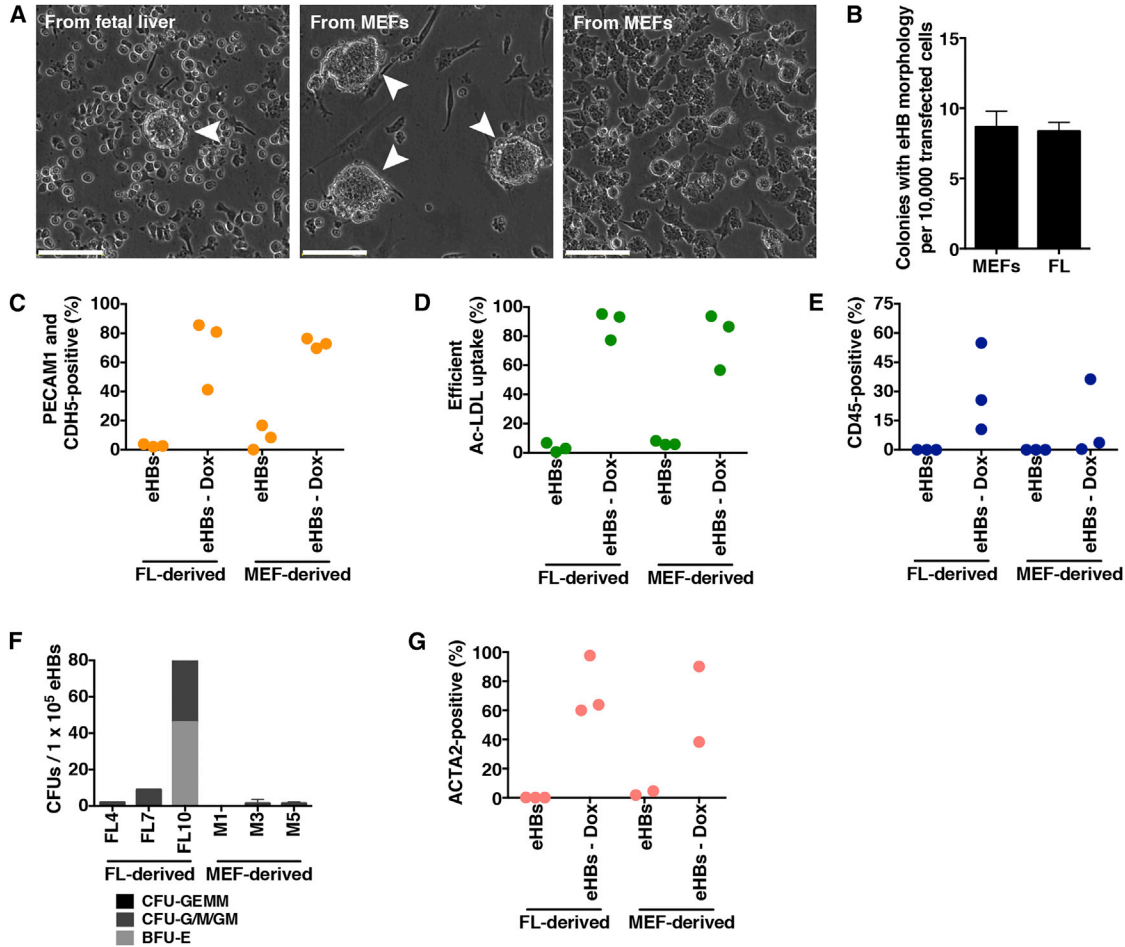 A
From fetal liver
From MEFs
From MEFs
B
Colonies with eHB morphology
per 10,000 transfected cells
15
10
5
0
MEFs
FL
C
PECAM1 and
CDH5-positive (%)
100
80
60
40
20
0
eHBs
eHBs - Dox
eHBs
eHBs - Dox
FL-derived
MEF-derived
D
Efficient
Ac-LDL uptake (%)
100
80
60
40
20
0
eHBs
eHBs - Dox
eHBs
eHBs - Dox
FL-derived
MEF-derived
E
CD45-positive (%)
75
60
45
30
15
0
eHBs
eHBs - Dox
eHBs
eHBs - Dox
FL-derived
MEF-derived
F
CFUs / 1 x 10⁵ eHBs
80
60
40
20
0
FL4
FL7
FL10
M1
M3
M5
FL-derived
MEF-derived
CFU-GEMM
CFU-G/M/GM
BFU-E
G
ACTA2-positive (%)
100
80
60
40
20
0
eHBs
eHBs - Dox
eHBs
eHBs - Dox
FL-derived
MEF-derived